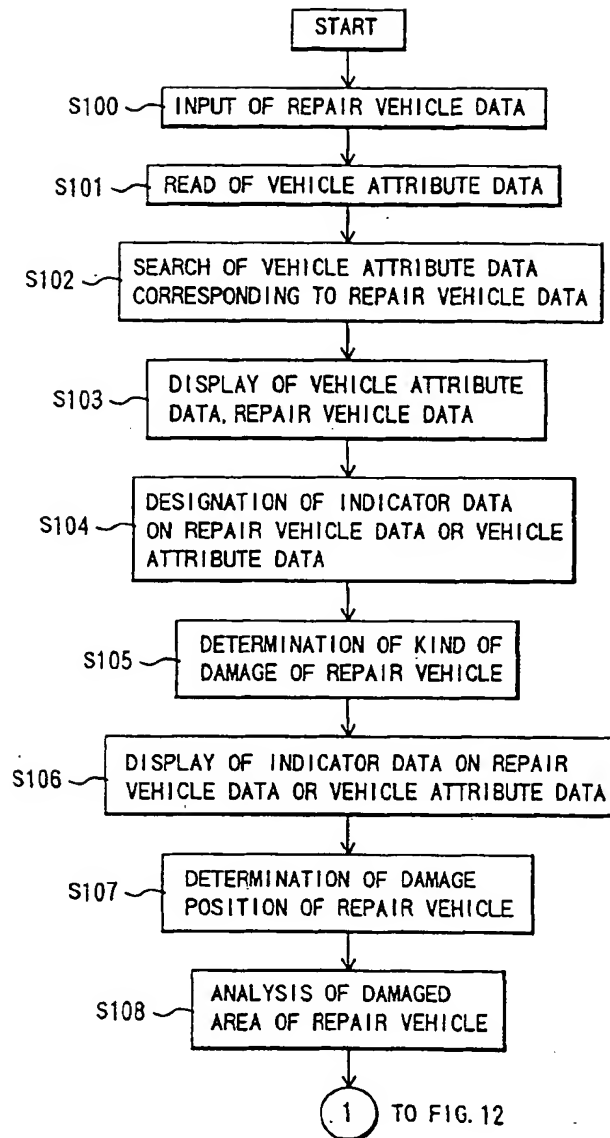 START
S100
INPUT OF REPAIR VEHICLE DATA
S101
READ OF VEHICLE ATTRIBUTE DATA
S102
SEARCH OF VEHICLE ATTRIBUTE DATA
CORRESPONDING TO REPAIR VEHICLE DATA
S103
DISPLAY OF VEHICLE ATTRIBUTE
DATA, REPAIR VEHICLE DATA
S104
DESIGNATION OF INDICATOR DATA
ON REPAIR VEHICLE DATA OR VEHICLE
ATTRIBUTE DATA
S105
DETERMINATION OF KIND OF
DAMAGE OF REPAIR VEHICLE
S106
DISPLAY OF INDICATOR DATA ON REPAIR
VEHICLE DATA OR VEHICLE ATTRIBUTE DATA
S107
DETERMINATION OF DAMAGE
POSITION OF REPAIR VEHICLE
S108
ANALYSIS OF DAMAGED
AREA OF REPAIR VEHICLE
1 TO FIG. 12